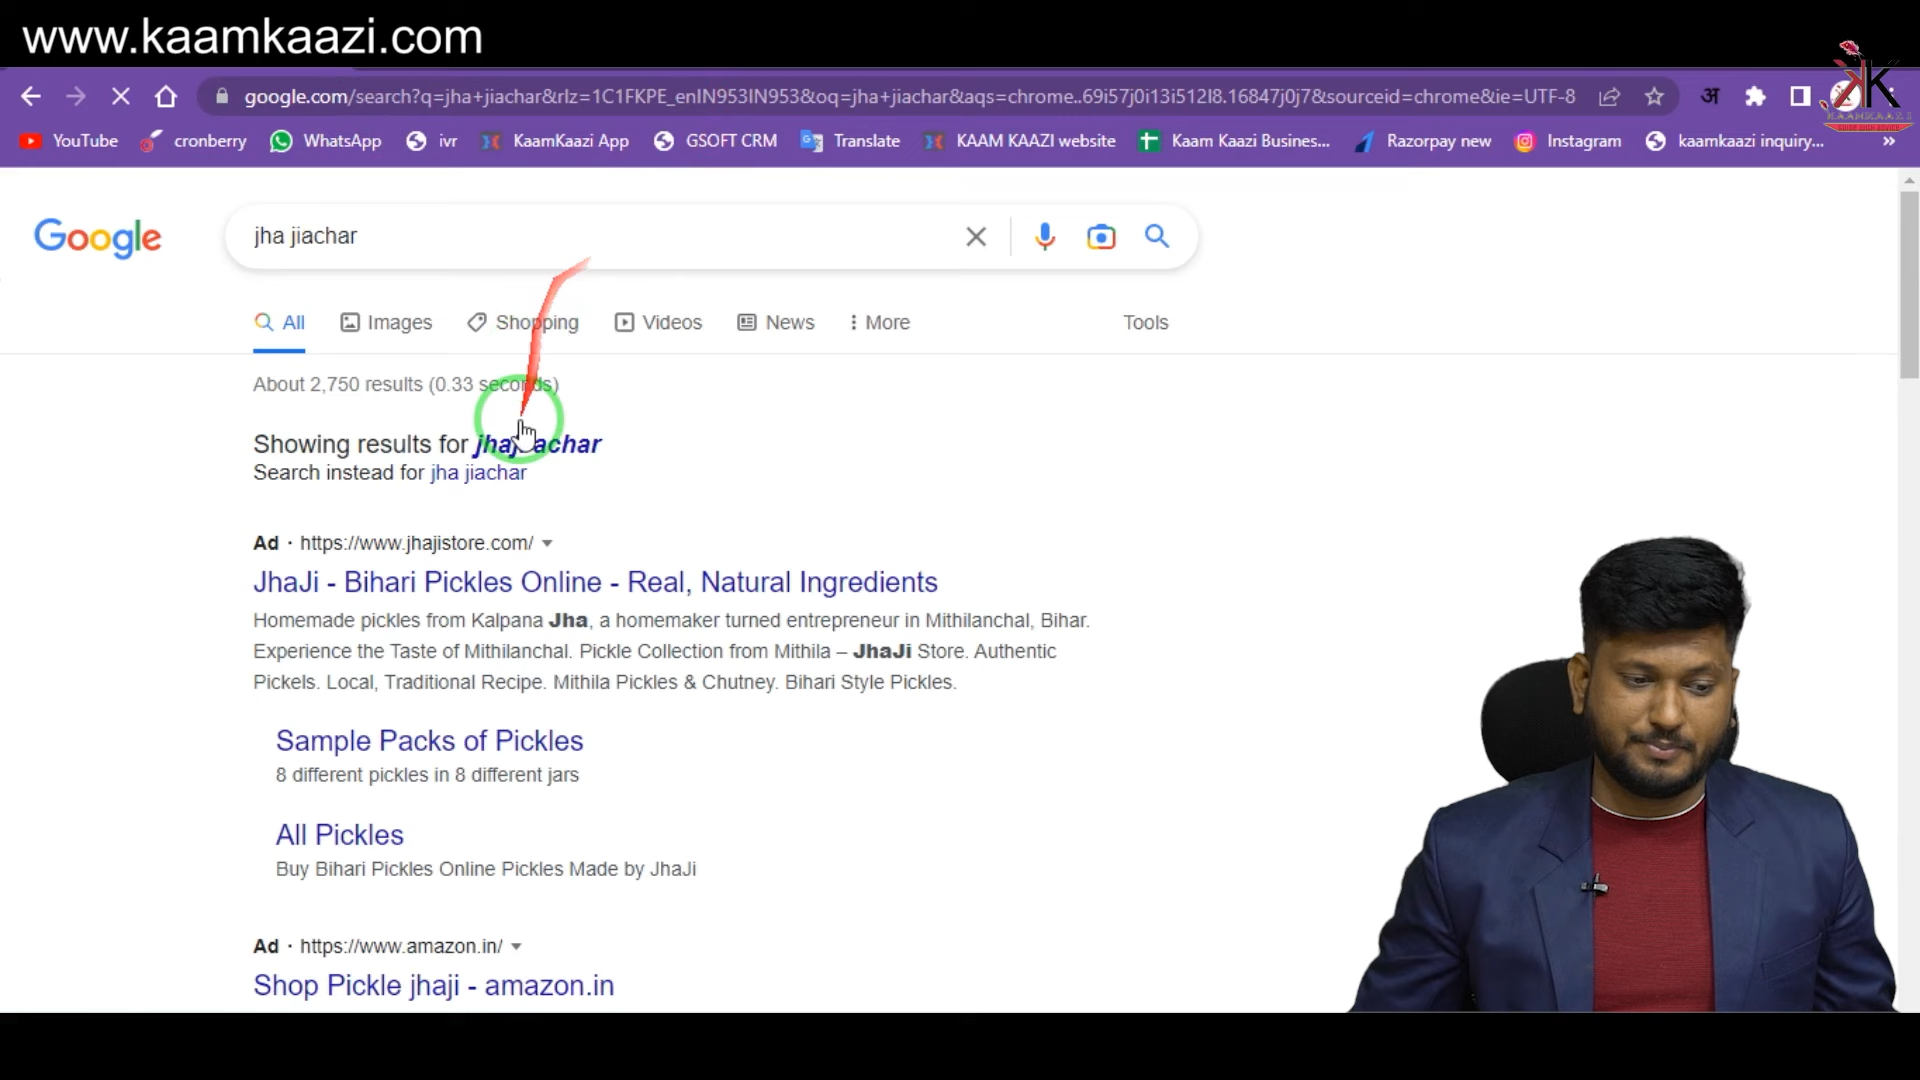 www.kaamkaazi.com
google.com/search?q=jha+jiachar&rlz=1C1FKPE_enIN953IN953&oq=jha+jiachar&aqs=chrome..69i57j0i13i512l8.16847j0j7&sourceid=chrome&ie=UTF-8
अ
YouTube cronberry WhatsApp ivr KaamKaazi App GSOFT CRM Translate KAAM KAAZI website Kaam Kaazi Busines... Razorpay new Instagram kaamkaazi inquiry... »
Google
jha jiachar
All Images Shopping Videos News More Tools
About 2,750 results (0.33 seconds)
Showing results for jhajiachar
Search instead for jha jiachar
Ad · https://www.jhajistore.com/
JhaJi - Bihari Pickles Online - Real, Natural Ingredients
Homemade pickles from Kalpana Jha, a homemaker turned entrepreneur in Mithilanchal, Bihar.
Experience the Taste of Mithilanchal. Pickle Collection from Mithila – JhaJi Store. Authentic
Pickels. Local, Traditional Recipe. Mithila Pickles & Chutney. Bihari Style Pickles.
Sample Packs of Pickles
8 different pickles in 8 different jars
All Pickles
Buy Bihari Pickles Online Pickles Made by JhaJi
Ad · https://www.amazon.in/
Shop Pickle jhaji - amazon.in
KK
KAAMKAAZI